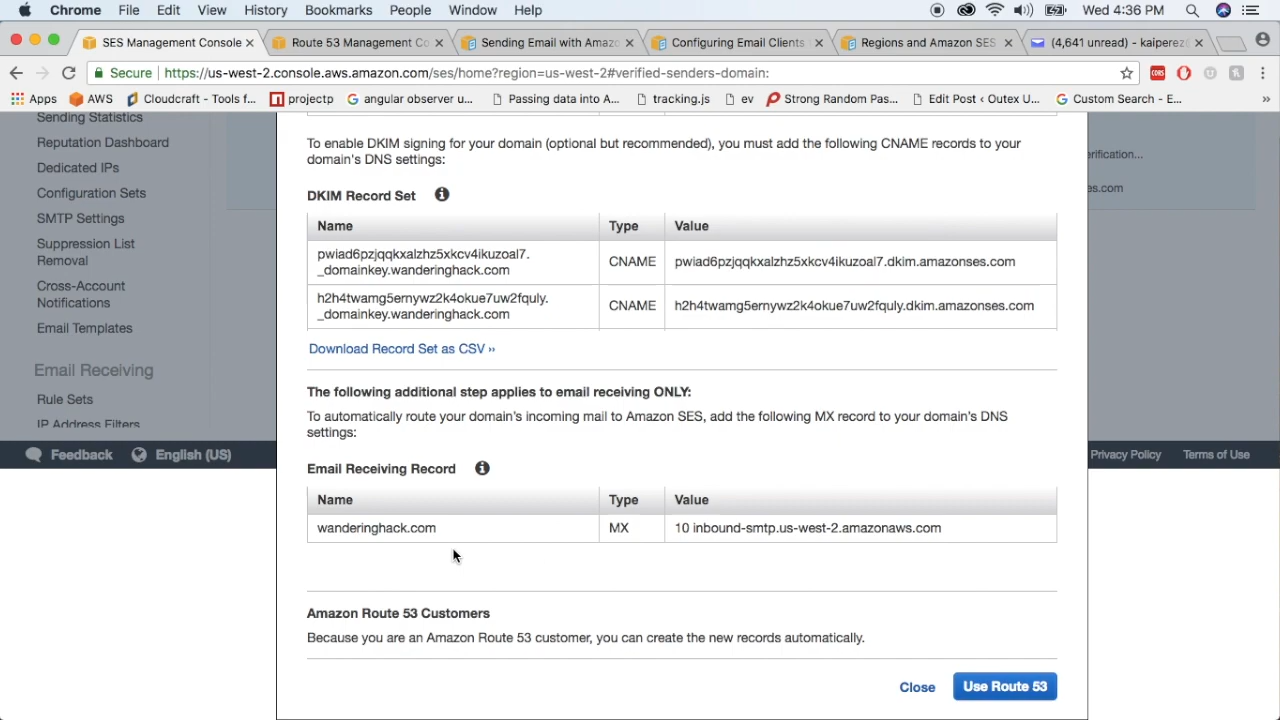 Chrome File Edit View History Bookmarks People Window Help Wed 4:36 PM
SES Management Console Route 53 Management Co Sending Email with Amazo Configuring Email Clients Regions and Amazon SES (4,641 unread) - kaiperez
Secure https://us-west-2.console.aws.amazon.com/ses/home?region=us-west-2#verified-senders-domain:
Apps AWS Cloudcraft - Tools f... projectp angular observer u... Passing data into A... tracking.js ev Strong Random Pas... Edit Post ‹ Outex U... Custom Search - E... »
Sending Statistics
Reputation Dashboard
Dedicated IPs
Configuration Sets
SMTP Settings
Suppression List
Removal
Cross-Account
Notifications
Email Templates
Email Receiving
Rule Sets
IP Address Filters
To enable DKIM signing for your domain (optional but recommended), you must add the following CNAME records to your
domain's DNS settings:
DKIM Record Set
Name Type Value
pwiad6pzjqqkxalzhz5xkcv4ikuzoal7.
_domainkey.wanderinghack.com
CNAME pwiad6pzjqqkxalzhz5xkcv4ikuzoal7.dkim.amazonses.com
h2h4twamg5ernywz2k4okue7uw2fquly.
_domainkey.wanderinghack.com
CNAME h2h4twamg5ernywz2k4okue7uw2fquly.dkim.amazonses.com
Download Record Set as CSV ››
The following additional step applies to email receiving ONLY:
To automatically route your domain's incoming mail to Amazon SES, add the following MX record to your domain's DNS
settings:
Email Receiving Record
Name Type Value
wanderinghack.com MX 10 inbound-smtp.us-west-2.amazonaws.com
Amazon Route 53 Customers
Because you are an Amazon Route 53 customer, you can create the new records automatically.
Close Use Route 53
erification...
es.com
Feedback English (US) Privacy Policy Terms of Use